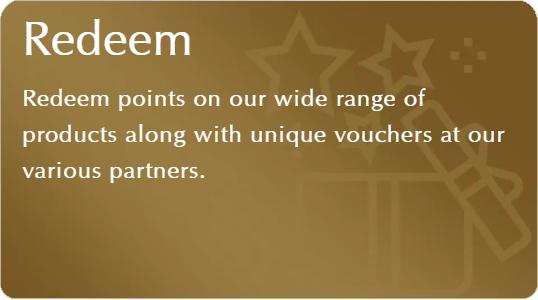 Redeem
Redeem points on our wide range of
products along with unique vouchers at our
various partners.